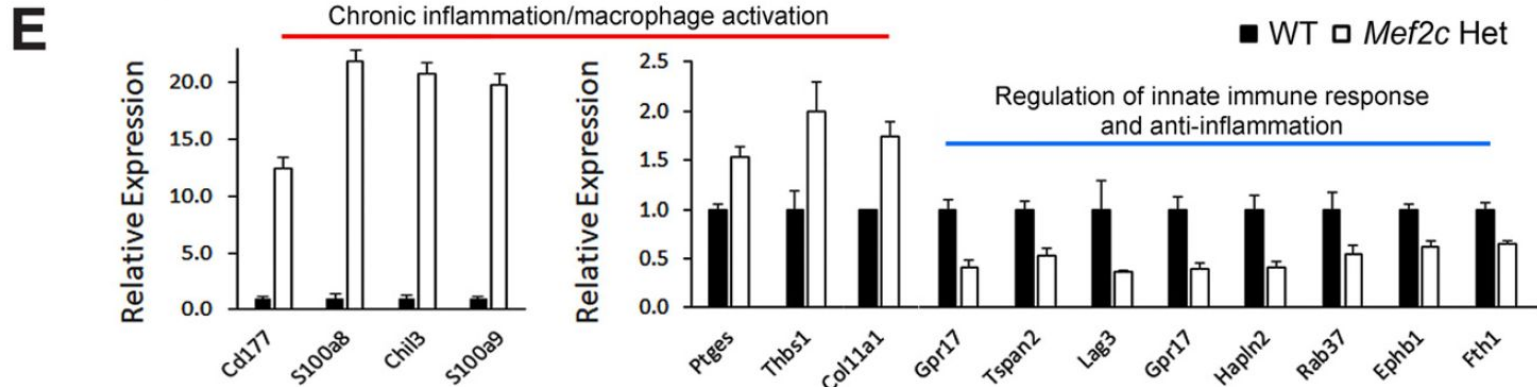 E
Chronic inflammation/macrophage activation
WT Mef2c Het
Regulation of innate immune response
and anti-inflammation
Relative Expression
20.0
15.0
10.0
5.0
0.0
Cd177
S100a8
Chil3
S100a9
Relative Expression
2.5
2.0
1.5
1.0
0.5
0.0
Ptges
Thbs1
Col11a1
Gpr17
Tspan2
Lag3
Gpr17
Hapln2
Rab37
Ephb1
Fth1